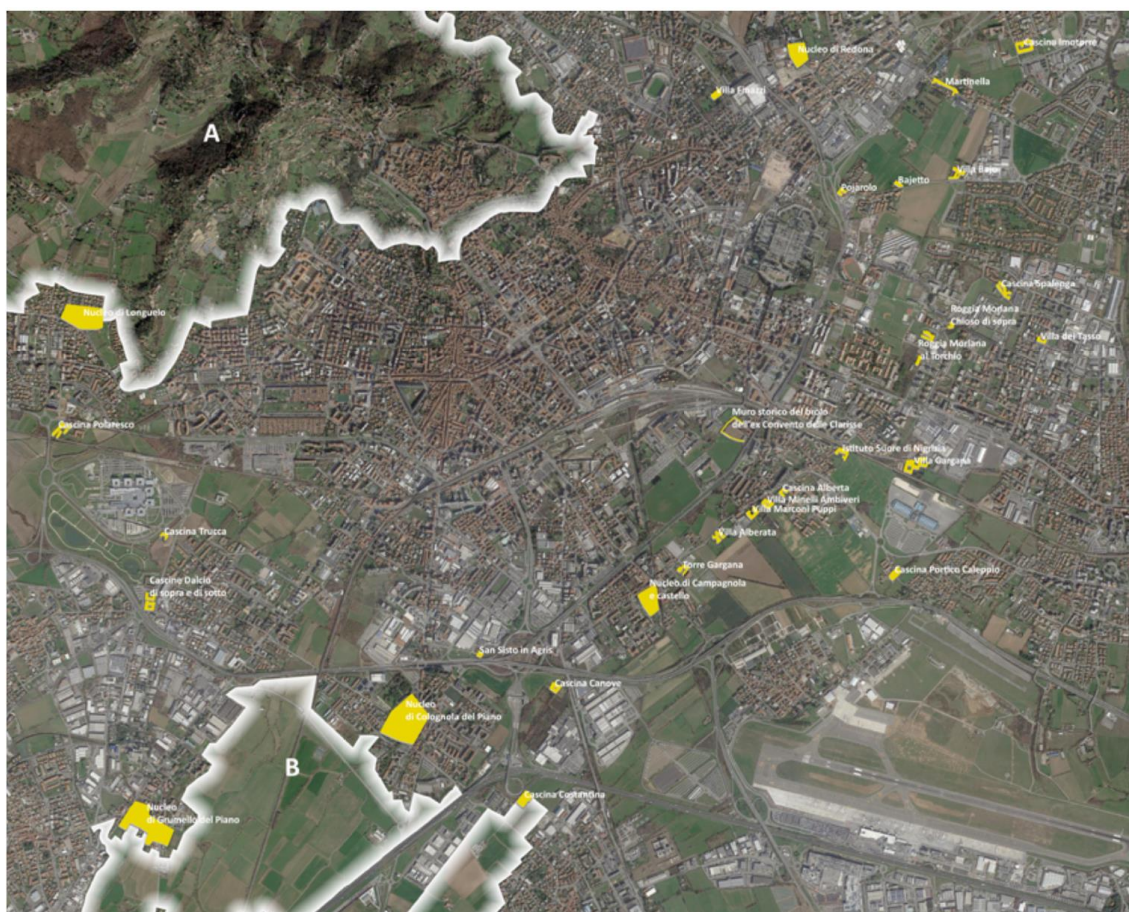 Cascina Imotorre
Nucleo di Redona
Martinella
Villa Finazzi
A
Villa Bajo
Bajetto
Pojarolo
Cascina Spalenga
Nucleo di Longuelo
Roggia Morlana
Chioso di sopra
Villa del Tasso
Roggia Morlana
al Torchio
Muro storico del brolo
dell'ex Convento delle Clarisse
Cascina Polaresco
Istituto Suore di Nigrizia
Villa Gargana
Cascina Alberta
Villa Minelli Ambiveri
Villa Marconi Puppi
Cascina Trucca
Villa Alberata
Torre Gargana
Cascina Portico Caleppio
Cascine Dalcio
di sopra e di sotto
Nucleo di Campagnola
e castello
San Sisto in Agris
Cascina Canove
Nucleo
di Colognola del Piano
B
Cascina Costantina
Nucleo
di Grumello del Piano